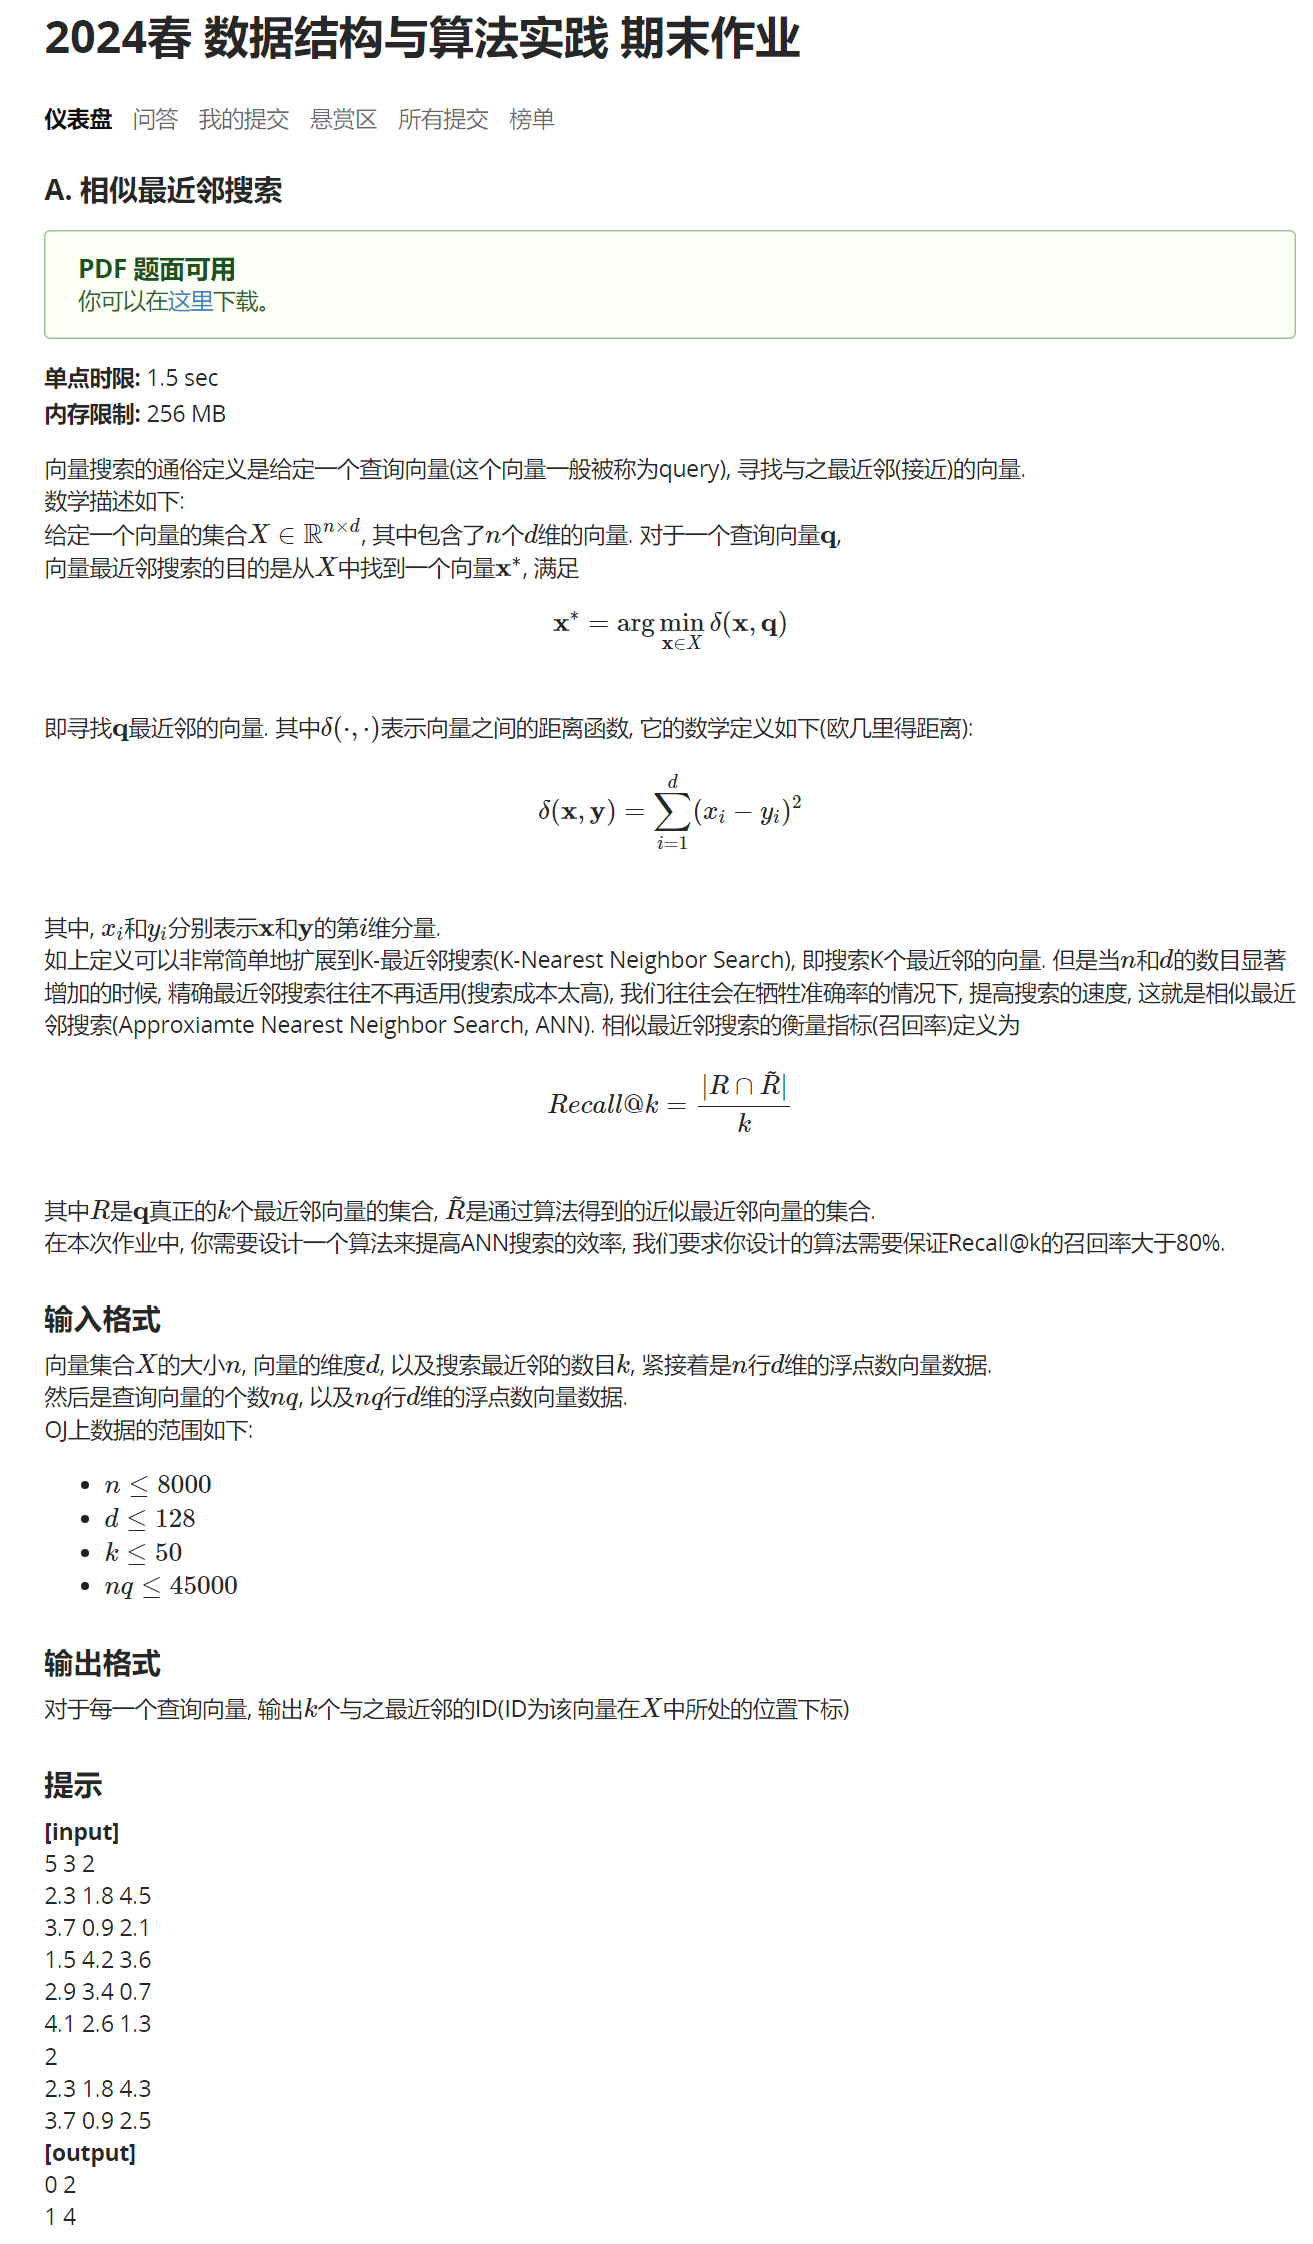 2024春 数据结构与算法实践 期末作业
仪表盘 问答 我的提交 悬赏区 所有提交 榜单
A. 相似最近邻搜索
PDF 题面可用
你可以在这里下载。
单点时限: 1.5 sec
内存限制: 256 MB
向量搜索的通俗定义是给定一个查询向量(这个向量一般被称为query), 寻找与之最近邻(接近)的向量.
数学描述如下:
给定一个向量的集合$X \in \mathbb{R}^{n \times d}$, 其中包含了$n$个$d$维的向量. 对于一个查询向量$\mathbf{q}$,
向量最近邻搜索的目的是从$X$中找到一个向量$\mathbf{x}^*$, 满足
$\mathbf{x}^* = \arg\min_{\mathbf{x} \in X} \delta(\mathbf{x}, \mathbf{q})$
即寻找$\mathbf{q}$最近邻的向量. 其中$\delta(\cdot, \cdot)$表示向量之间的距离函数, 它的数学定义如下(欧几里得距离):
$\delta(\mathbf{x}, \mathbf{y}) = \sum_{i=1}^{d} (x_i - y_i)^2$
其中, $x_i$和$y_i$分别表示$\mathbf{x}$和$\mathbf{y}$的第$i$维分量.
如上定义可以非常简单地扩展到K-最近邻搜索(K-Nearest Neighbor Search), 即搜索K个最近邻的向量. 但是当$n$和$d$的数目显著
增加的时候, 精确最近邻搜索往往不再适用(搜索成本太高), 我们往往会在牺牲准确率的情况下, 提高搜索的速度, 这就是相似最近
邻搜索(Approxiamte Nearest Neighbor Search, ANN). 相似最近邻搜索的衡量指标(召回率)定义为
$Recall@k = \frac{|R \cap \tilde{R}|}{k}$
其中$R$是$\mathbf{q}$真正的$k$个最近邻向量的集合, $\tilde{R}$是通过算法得到的近似最近邻向量的集合.
在本次作业中, 你需要设计一个算法来提高ANN搜索的效率, 我们要求你设计的算法需要保证Recall@k的召回率大于80%.
输入格式
向量集合$X$的大小$n$, 向量的维度$d$, 以及搜索最近邻的数目$k$, 紧接着是$n$行$d$维的浮点数向量数据.
然后是查询向量的个数$nq$, 以及$nq$行$d$维的浮点数向量数据.
OJ上数据的范围如下:
• $n \leq 8000$
• $d \leq 128$
• $k \leq 50$
• $nq \leq 45000$
输出格式
对于每一个查询向量, 输出$k$个与之最近邻的ID(ID为该向量在$X$中所处的位置下标)
提示
[input]
5 3 2
2.3 1.8 4.5
3.7 0.9 2.1
1.5 4.2 3.6
2.9 3.4 0.7
4.1 2.6 1.3
2
2.3 1.8 4.3
3.7 0.9 2.5
[output]
0 2
1 4